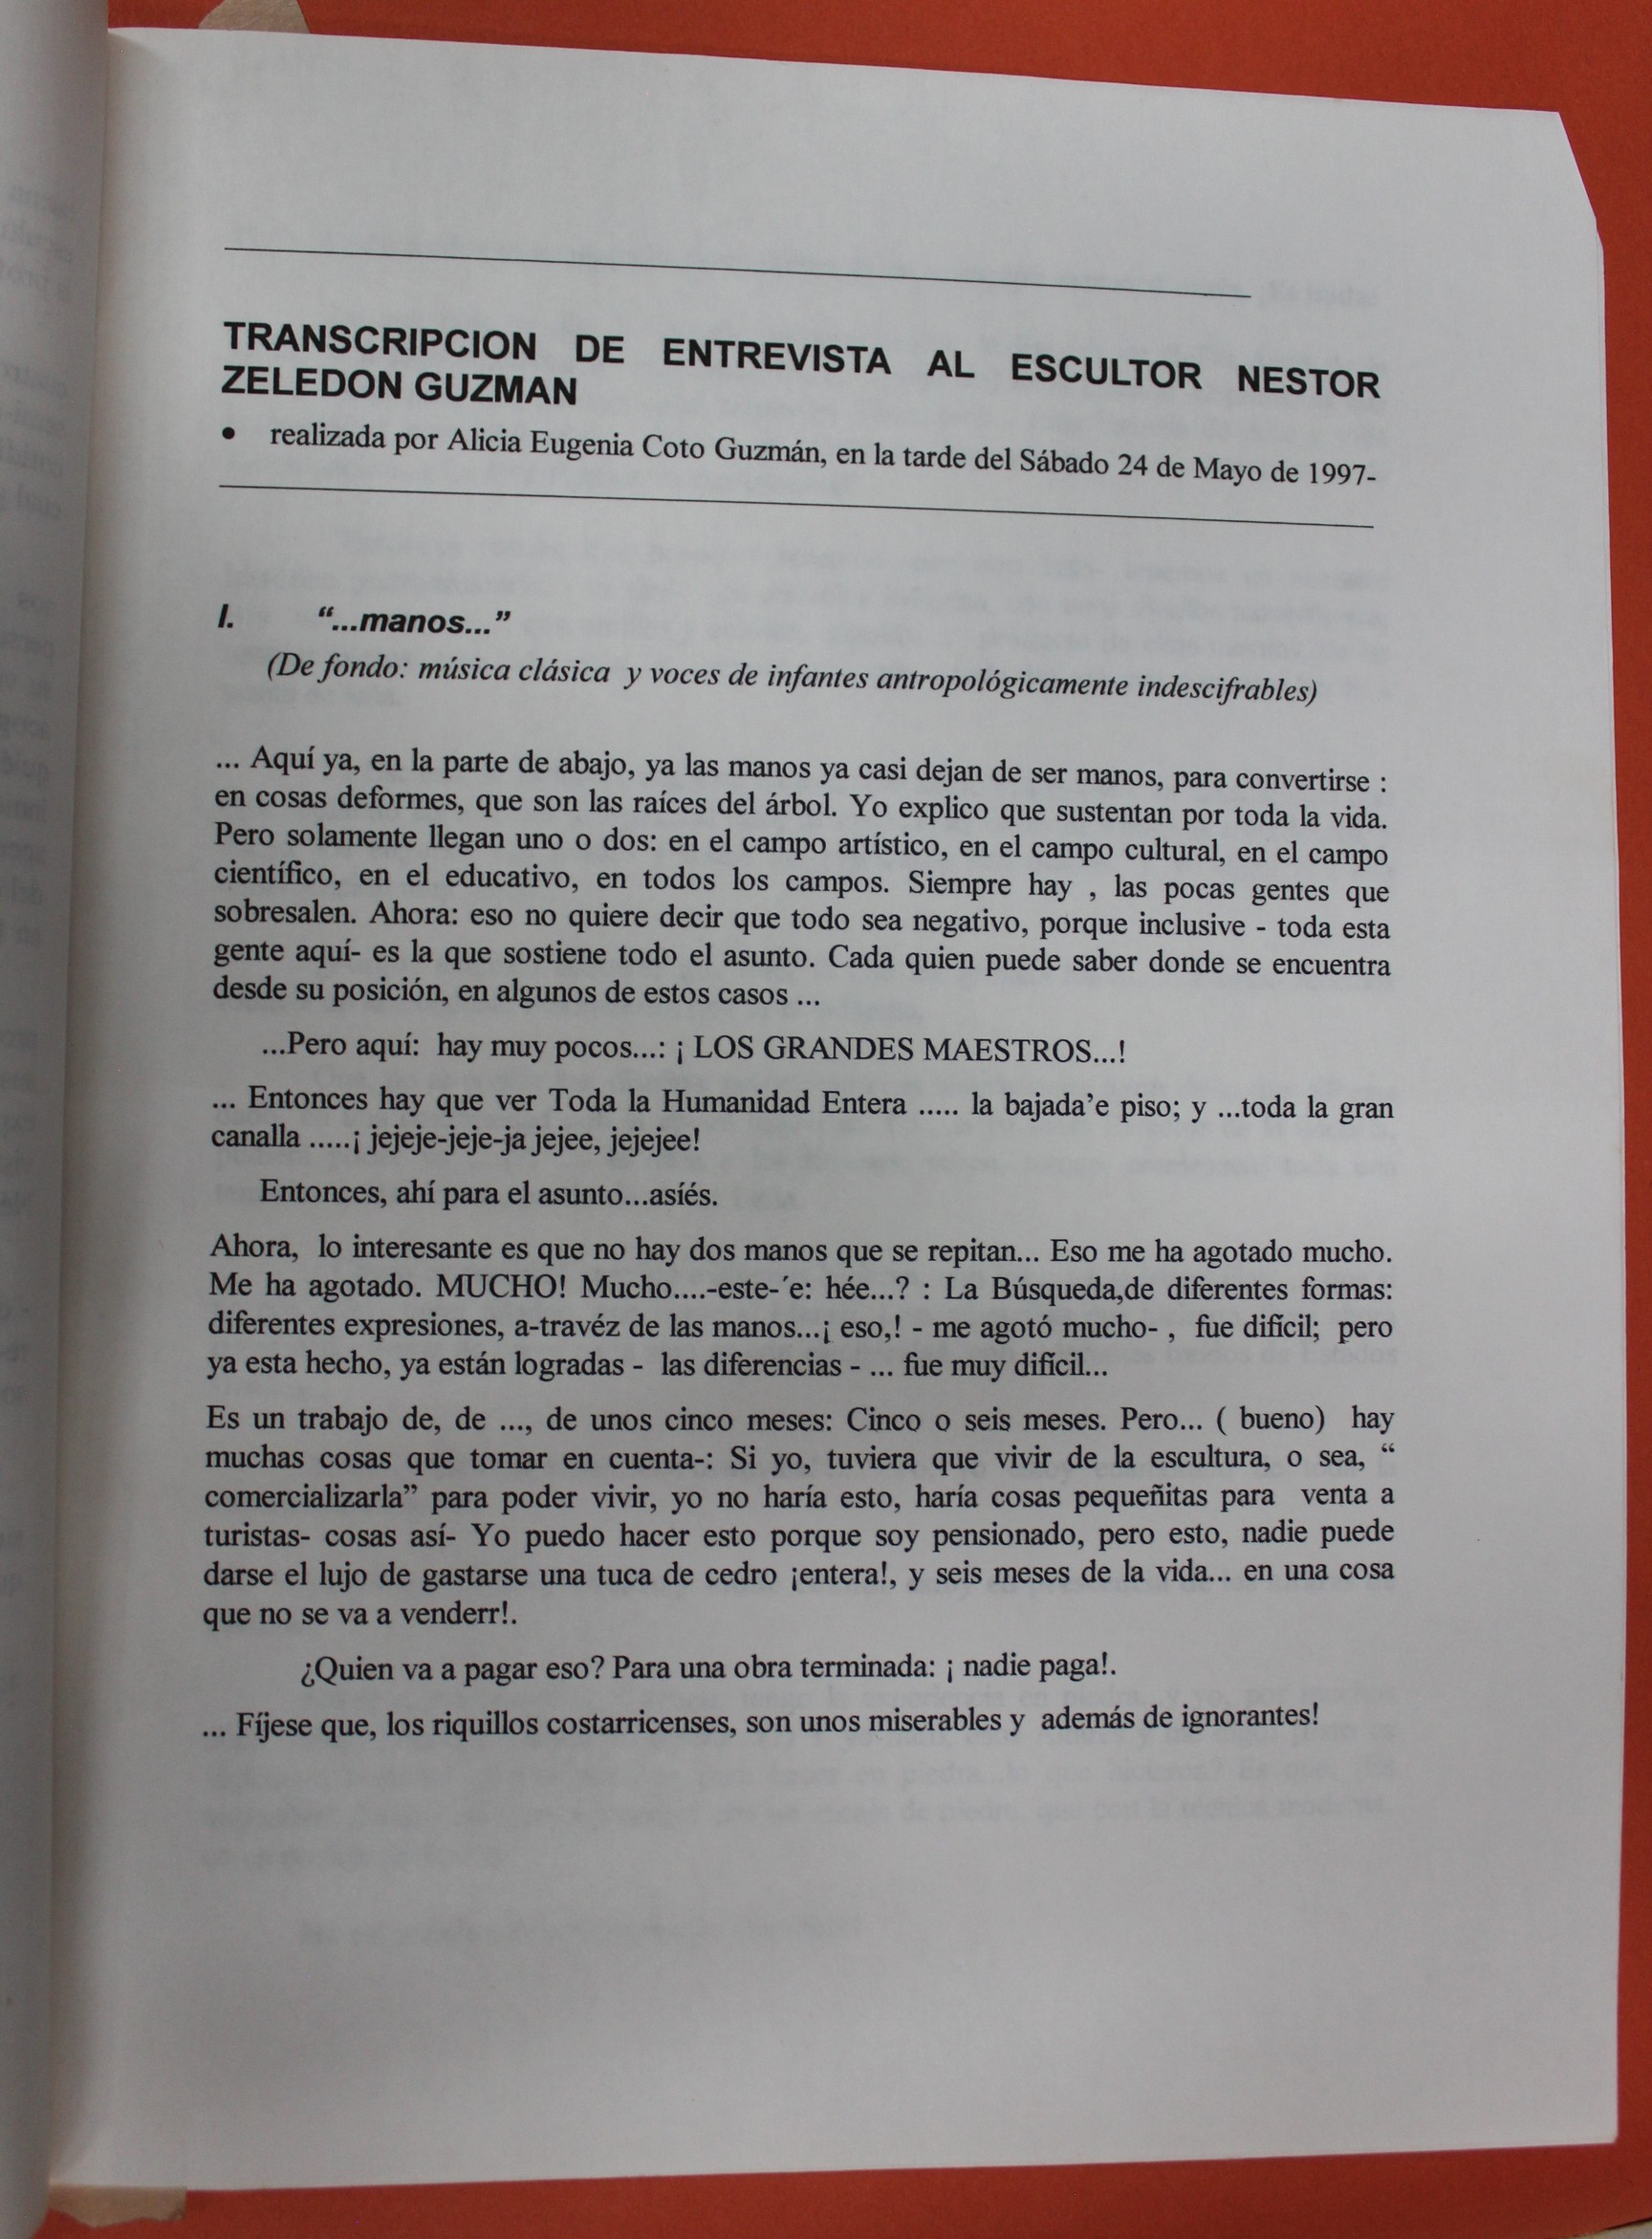 TRANSCRIPCION DE ENTREVISTA AL ESCULTOR NESTOR
ZELEDON GUZMAN
• realizada por Alicia Eugenia Coto Guzmán, en la tarde del Sábado 24 de Mayo de 1997-
I. “...manos...”
(De fondo: música clásica y voces de infantes antropológicamente indescifrables)
... Aquí ya, en la parte de abajo, ya las manos ya casi dejan de ser manos, para convertirse :
en cosas deformes, que son las raíces del árbol. Yo explico que sustentan por toda la vida.
Pero solamente llegan uno o dos: en el campo artístico, en el campo cultural, en el campo
científico, en el educativo, en todos los campos. Siempre hay , las pocas gentes que
sobresalen. Ahora: eso no quiere decir que todo sea negativo, porque inclusive - toda esta
gente aquí- es la que sostiene todo el asunto. Cada quien puede saber donde se encuentra
desde su posición, en algunos de estos casos ...
...Pero aquí: hay muy pocos...: ¡ LOS GRANDES MAESTROS...!
... Entonces hay que ver Toda la Humanidad Entera ..... la bajada’e piso; y ...toda la gran
canalla .....¡ jejeje-jeje-ja jejee, jejejee!
Entonces, ahí para el asunto...asíés.
Ahora, lo interesante es que no hay dos manos que se repitan... Eso me ha agotado mucho.
Me ha agotado. MUCHO! Mucho....-este-´e: hée...? : La Búsqueda,de diferentes formas:
diferentes expresiones, a-travéz de las manos...¡ eso,! - me agotó mucho- , fue difícil; pero
ya esta hecho, ya están logradas - las diferencias - ... fue muy difícil...
Es un trabajo de, de ..., de unos cinco meses: Cinco o seis meses. Pero... ( bueno) hay
muchas cosas que tomar en cuenta-: Si yo, tuviera que vivir de la escultura, o sea, “
comercializarla” para poder vivir, yo no haría esto, haría cosas pequeñitas para venta a
turistas- cosas así- Yo puedo hacer esto porque soy pensionado, pero esto, nadie puede
darse el lujo de gastarse una tuca de cedro ¡entera!, y seis meses de la vida... en una cosa
que no se va a venderr!.
¿Quien va a pagar eso? Para una obra terminada: ¡ nadie paga!.
... Fíjese que, los riquillos costarricenses, son unos miserables y además de ignorantes!